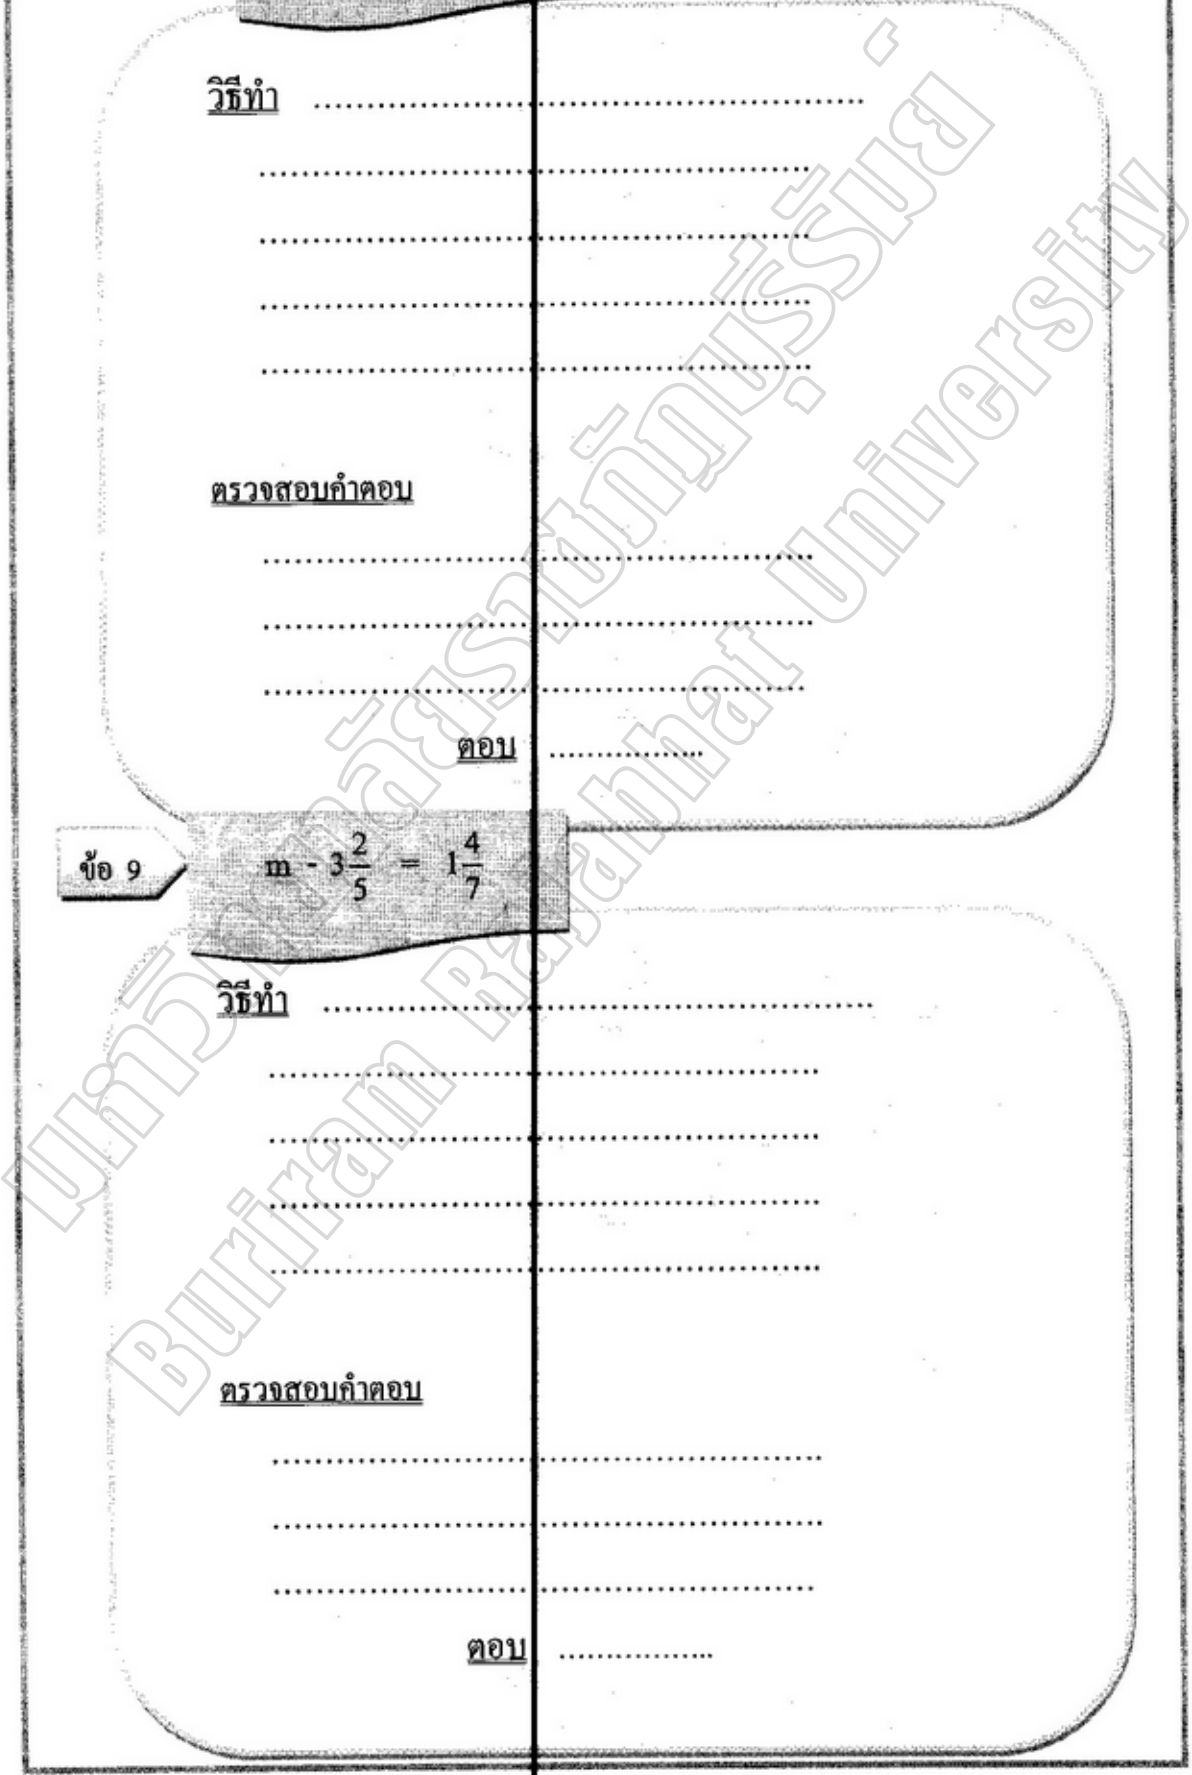 วิธีทำ ........................................................
........................................................
........................................................
........................................................
........................................................
ตรวจสอบคำตอบ
........................................................
........................................................
........................................................
ตอบ ................
ข้อ 9
m - 3 2/5 = 1 4/7
วิธีทำ ........................................................
........................................................
........................................................
........................................................
........................................................
ตรวจสอบคำตอบ
........................................................
........................................................
........................................................
ตอบ ................
มหาวิทยาลัยราชภัฏบุรีรัมย์
Buriram Rajabhat University